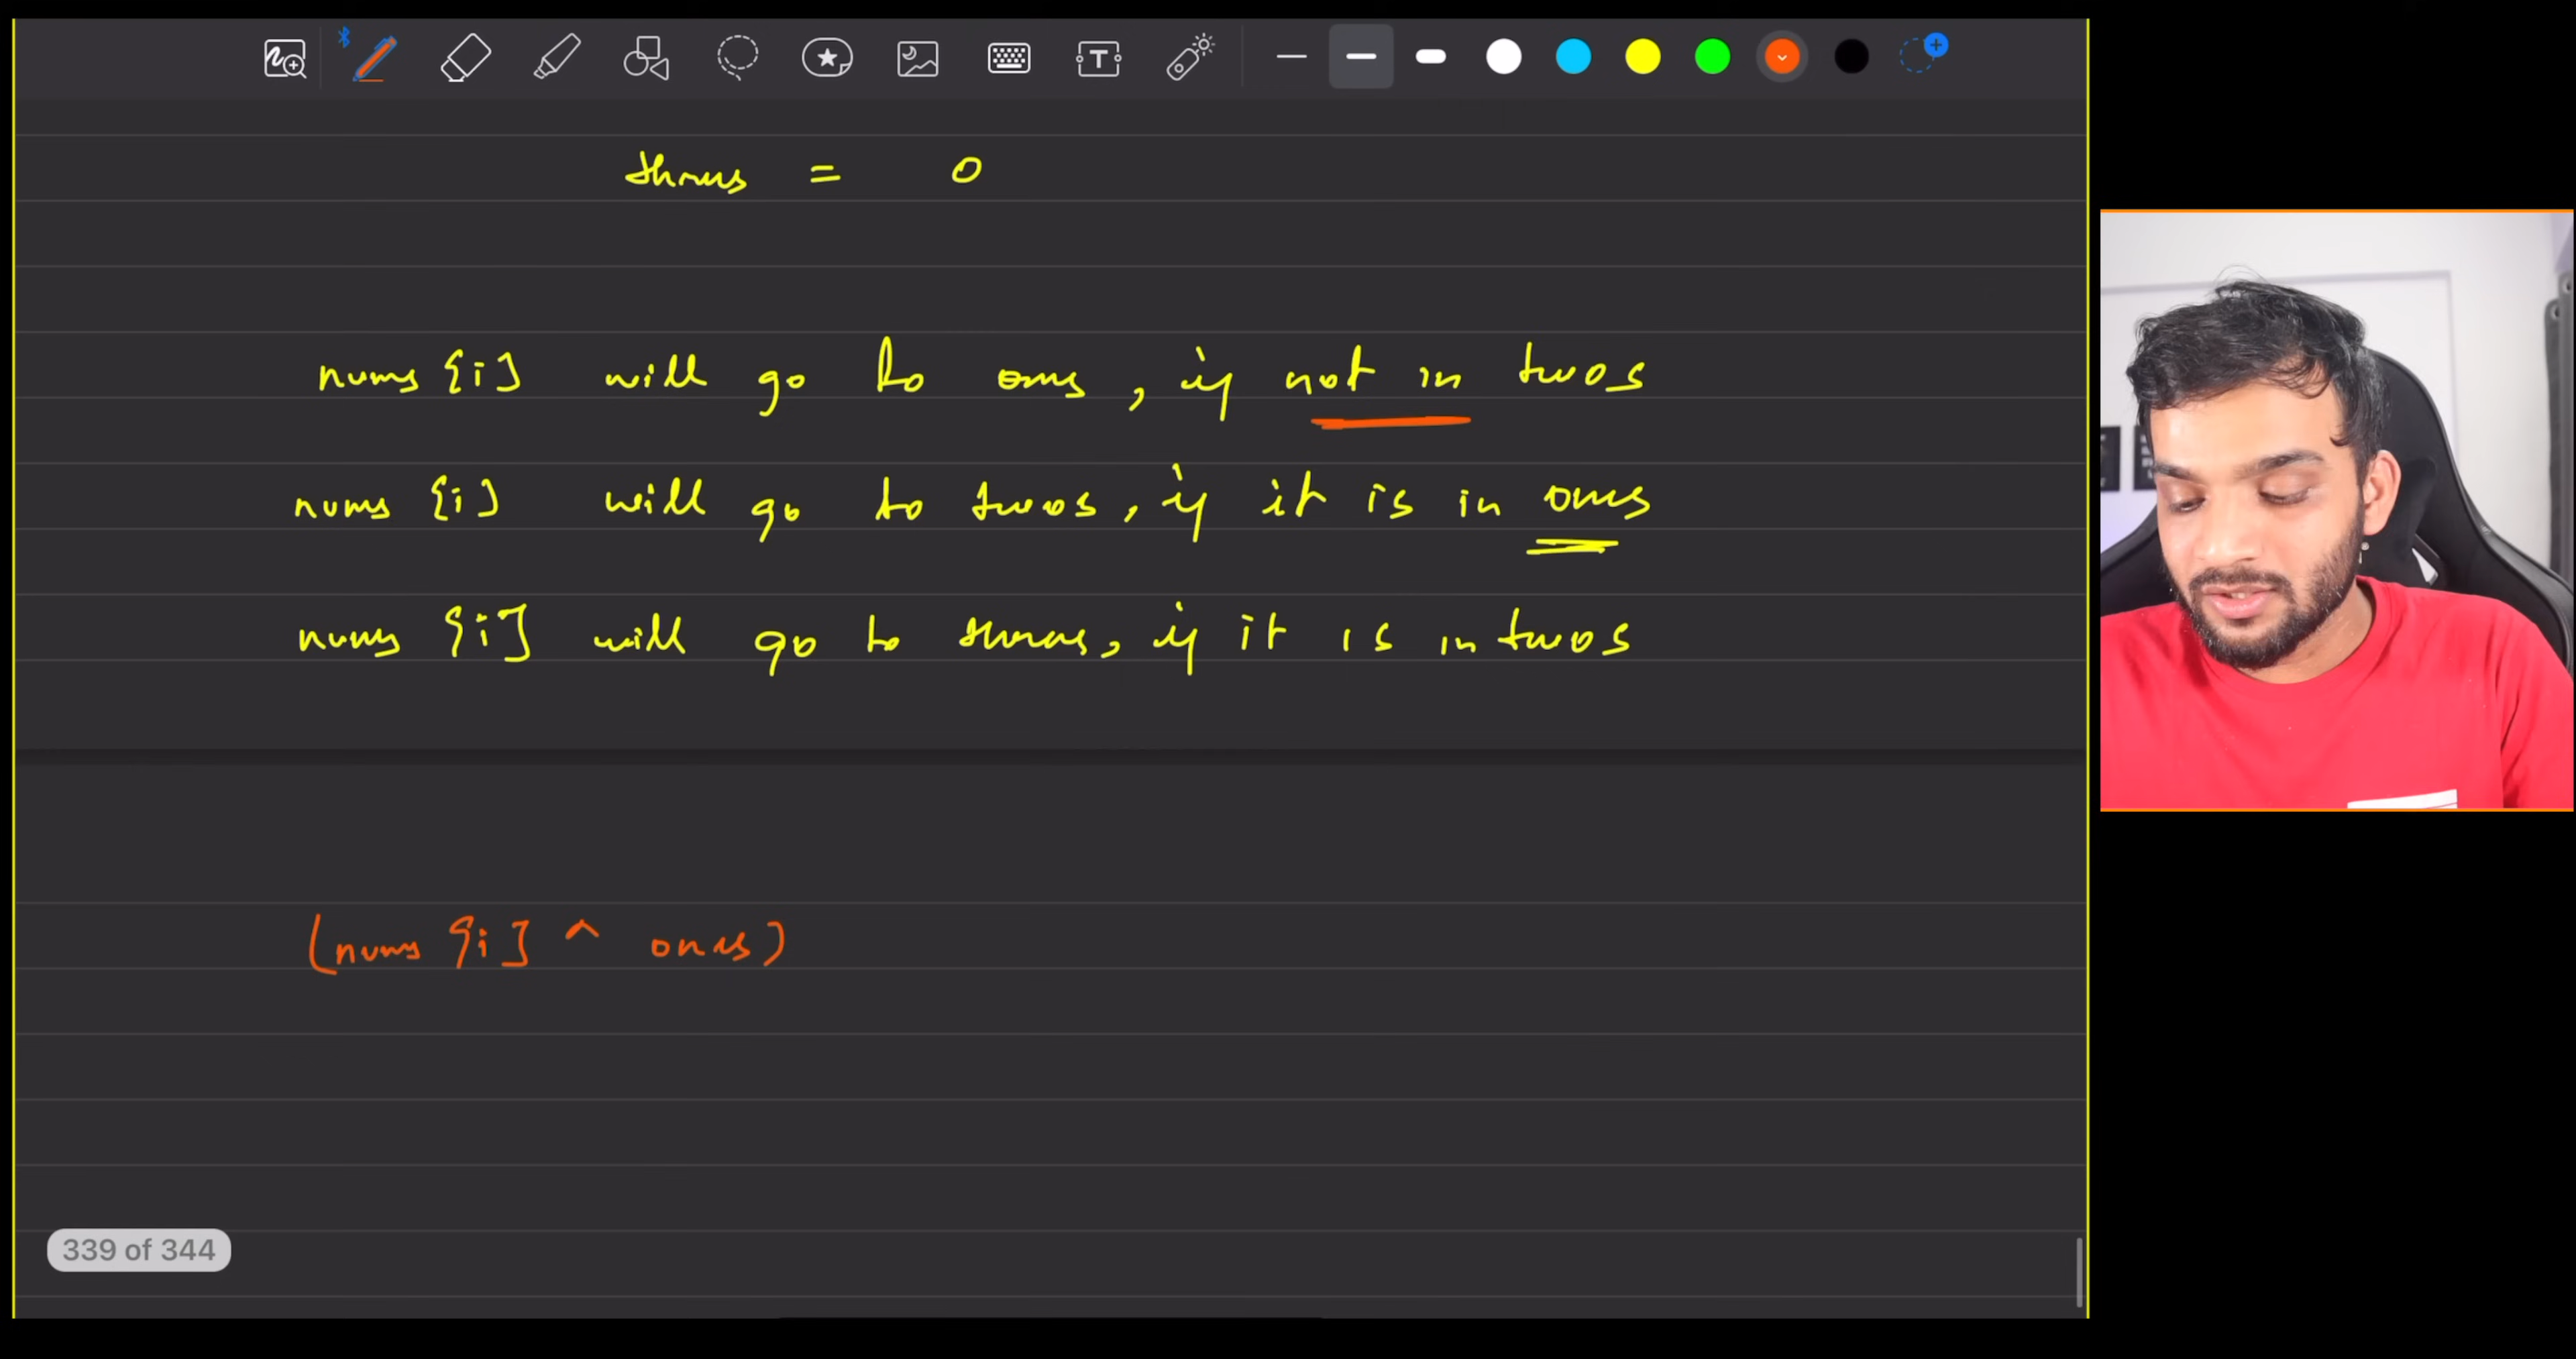 T
threes = 0
nums [i] will go to ones, if not in twos
nums [i] will go to twos, if it is in ones
nums [i] will go to threes, if it is in twos
(nums [i] ^ ones)
339 of 344